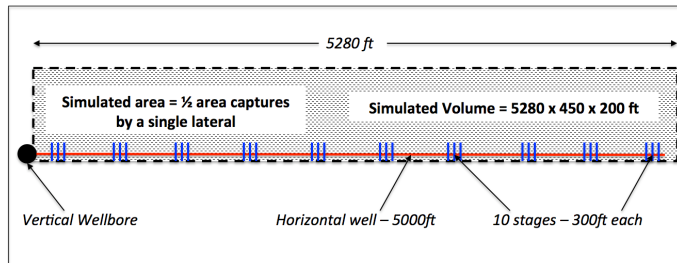 5280 ft
Simulated area = ½ area captures
by a single lateral
Simulated Volume = 5280 x 450 x 200 ft
Vertical Wellbore
Horizontal well – 5000ft
10 stages – 300ft each